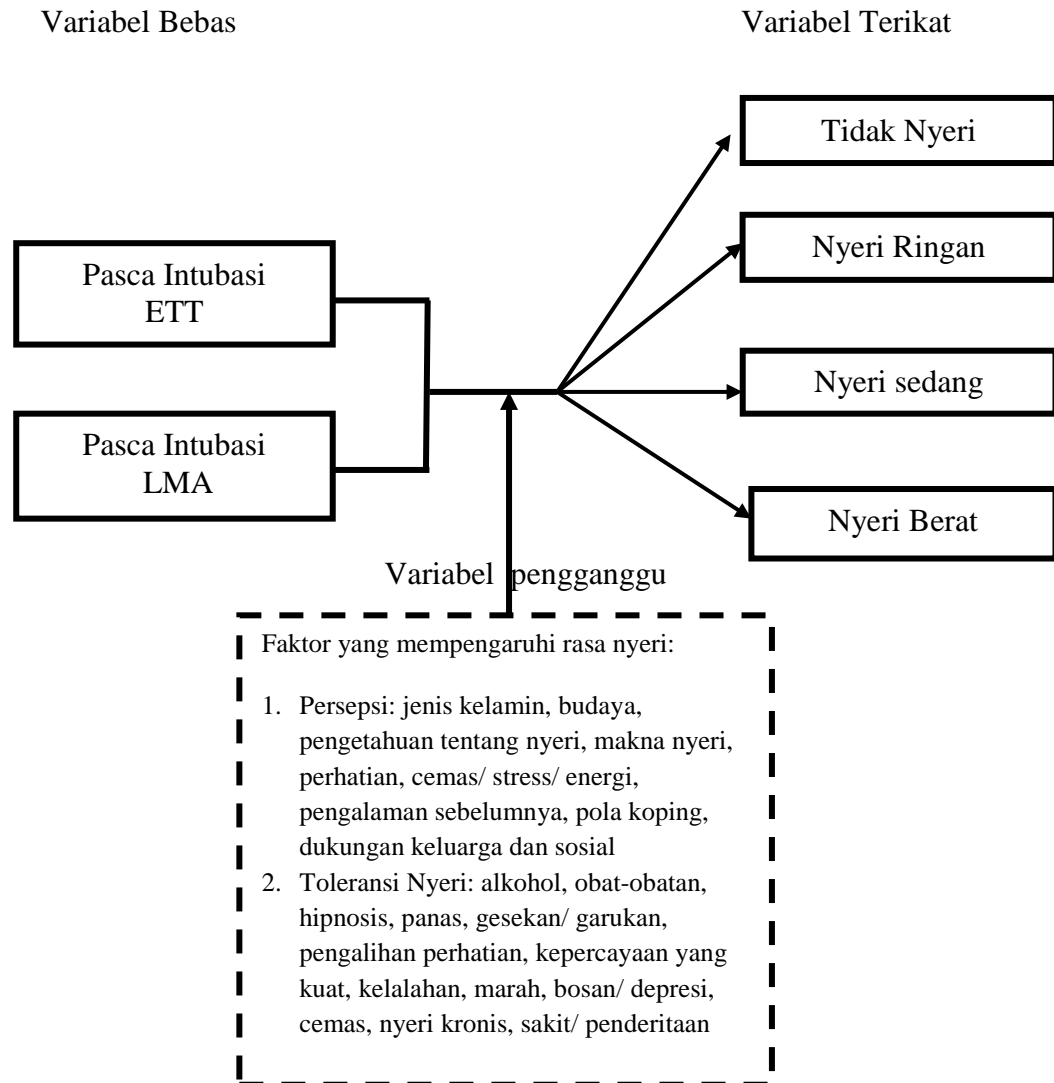 Variabel Bebas
Variabel Terikat
Tidak Nyeri
Nyeri Ringan
Pasca Intubasi
ETT
Nyeri sedang
Pasca Intubasi
LMA
Nyeri Berat
Variabel pengganggu
Faktor yang mempengaruhi rasa nyeri:
1. Persepsi: jenis kelamin, budaya,
pengetahuan tentang nyeri, makna nyeri,
perhatian, cemas/ stress/ energi,
pengalaman sebelumnya, pola koping,
dukungan keluarga dan sosial
2. Toleransi Nyeri: alkohol, obat-obatan,
hipnosis, panas, gesekan/ garukan,
pengalihan perhatian, kepercayaan yang
kuat, kelalahan, marah, bosan/ depresi,
cemas, nyeri kronis, sakit/ penderitaan